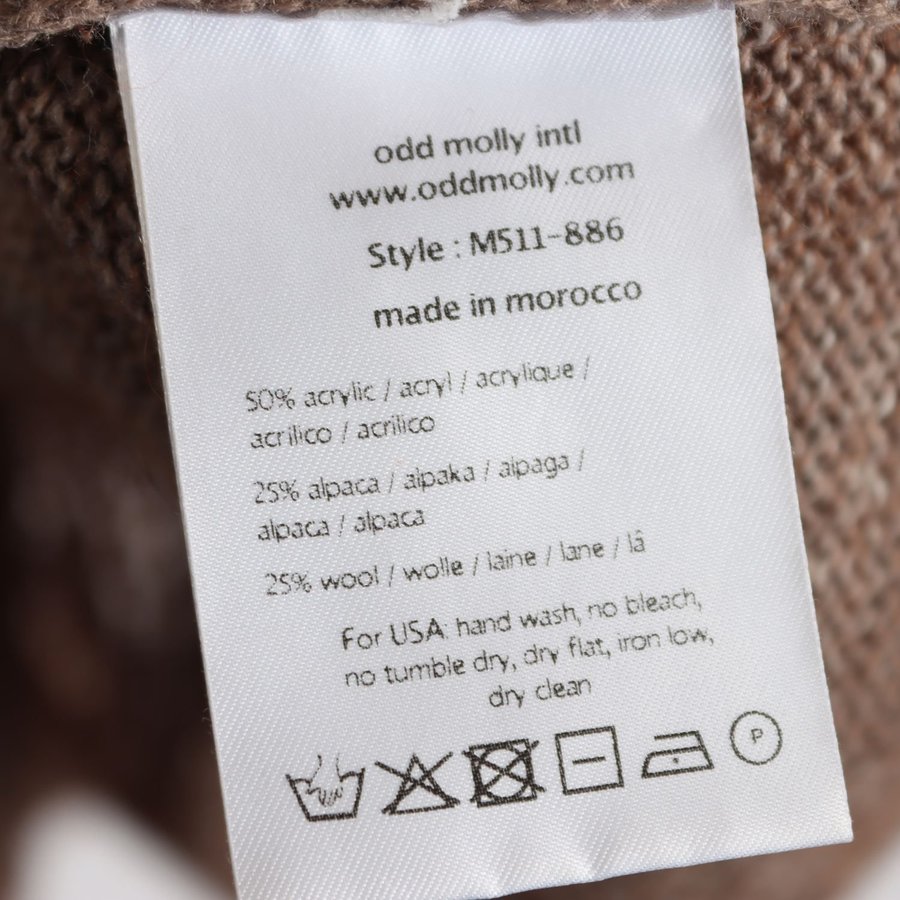 odd molly intl
www.oddmolly.com
Style : M511-886
made in morocco
50% acrylic / acryl / acrylique /
acrilico / acrílico
25% alpaca / alpaka / alpaga /
alpaca / alpaca
25% wool / wolle / laine / lane / lã
For USA. hand wash, no bleach,
no tumble dry, dry flat, iron low,
dry clean
P